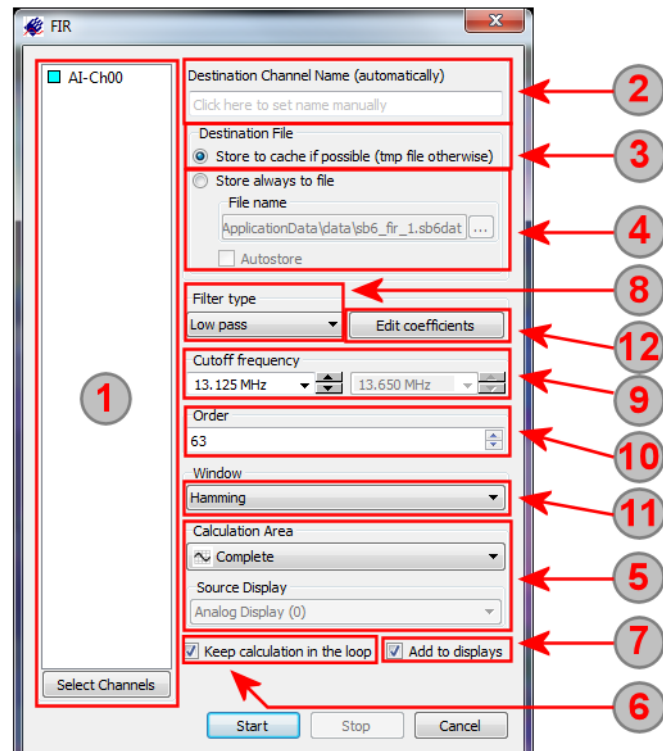 FIR
AI-Ch00
1
Select Channels
Destination Channel Name (automatically)
Click here to set name manually
2
Destination File
Store to cache if possible (tmp file otherwise)
3
Store always to file
File name
ApplicationData\data\sb6_fir_1.sb6dat
...
4
Autostore
8
Filter type
Low pass
Edit coefficients
12
Cutoff frequency
13.125 MHz
13.650 MHz
9
Order
63
10
Window
Hamming
11
Calculation Area
Complete
5
Source Display
Analog Display (0)
Keep calculation in the loop
Add to displays
7
6
Start
Stop
Cancel